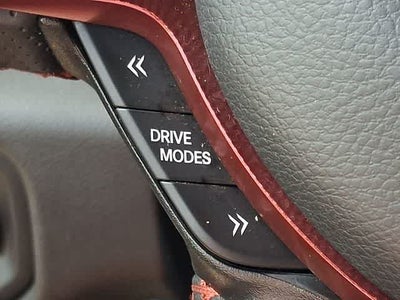 «
DRIVE
MODES
»